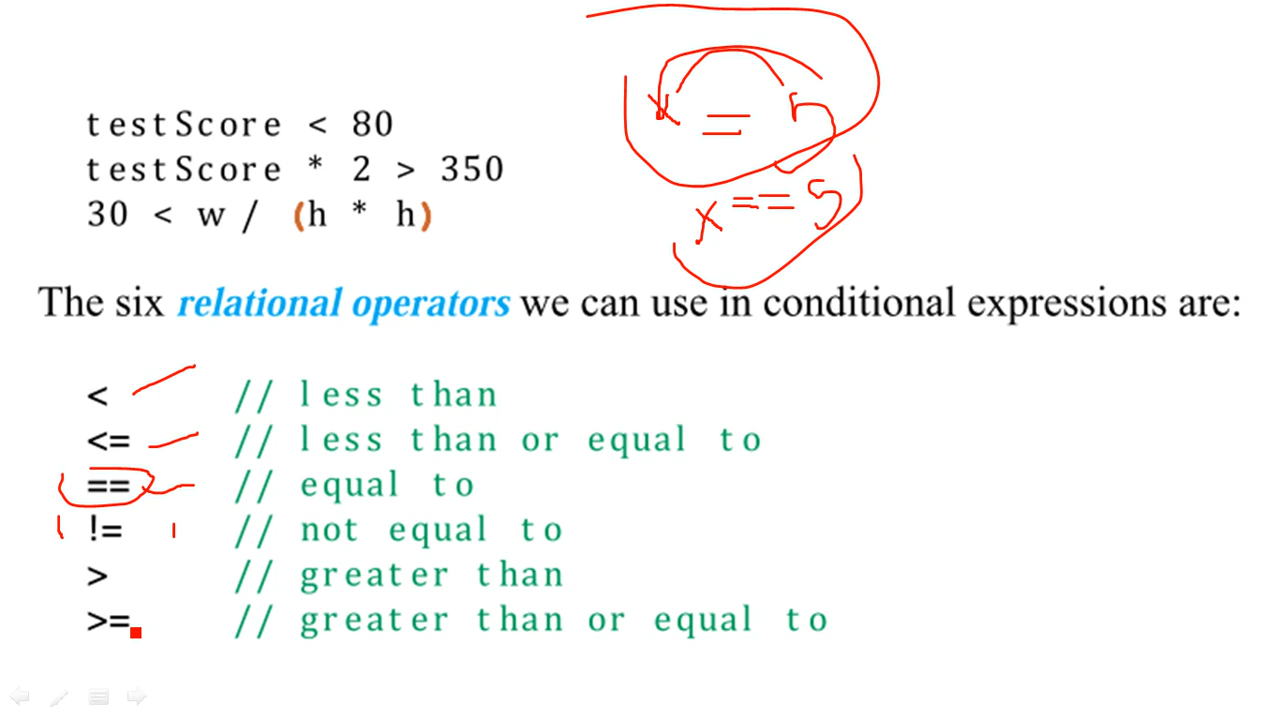 x = 5
testScore < 80
testScore * 2 > 350
30 < w / (h * h)
x == 5
The six relational operators we can use in conditional expressions are:
< // less than
<= // less than or equal to
== // equal to
!= // not equal to
> // greater than
>= // greater than or equal to